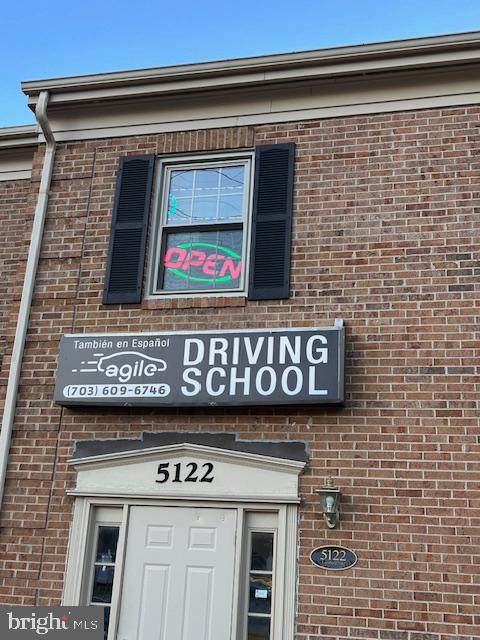 OPEN
También en Español
agile
(703) 609-6746
DRIVING
SCHOOL
5122
5122
bright MLS